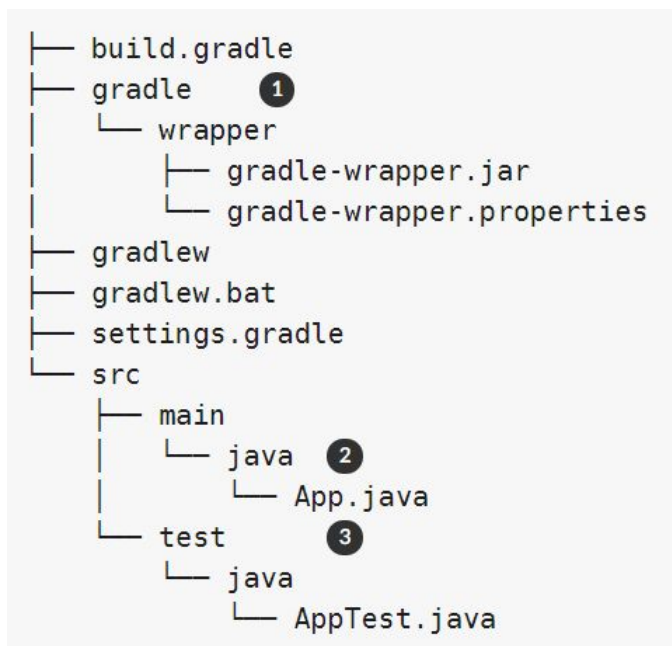 ├── build.gradle
├── gradle 1
│   └── wrapper
│       ├── gradle-wrapper.jar
│       └── gradle-wrapper.properties
├── gradlew
├── gradlew.bat
├── settings.gradle
└── src
    ├── main
    │   └── java 2
    │       └── App.java
    └── test 3
        └── java
            └── AppTest.java